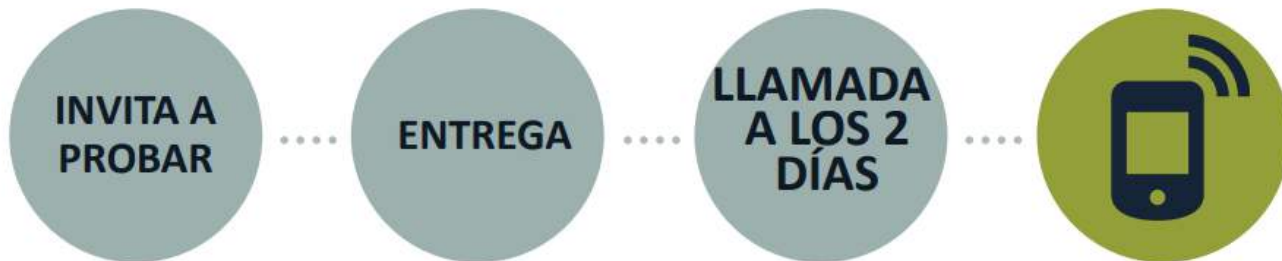 INVITA A
PROBAR
ENTREGA
LLAMADA
A LOS 2
DÍAS